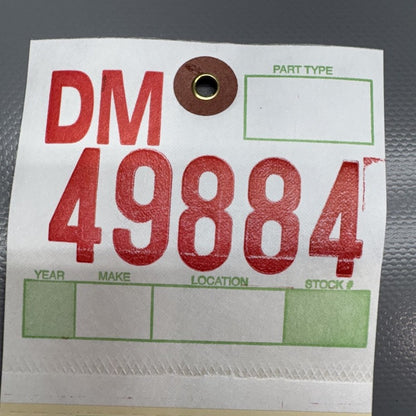 PART TYPE
DM
49884
YEAR MAKE LOCATION STOCK #